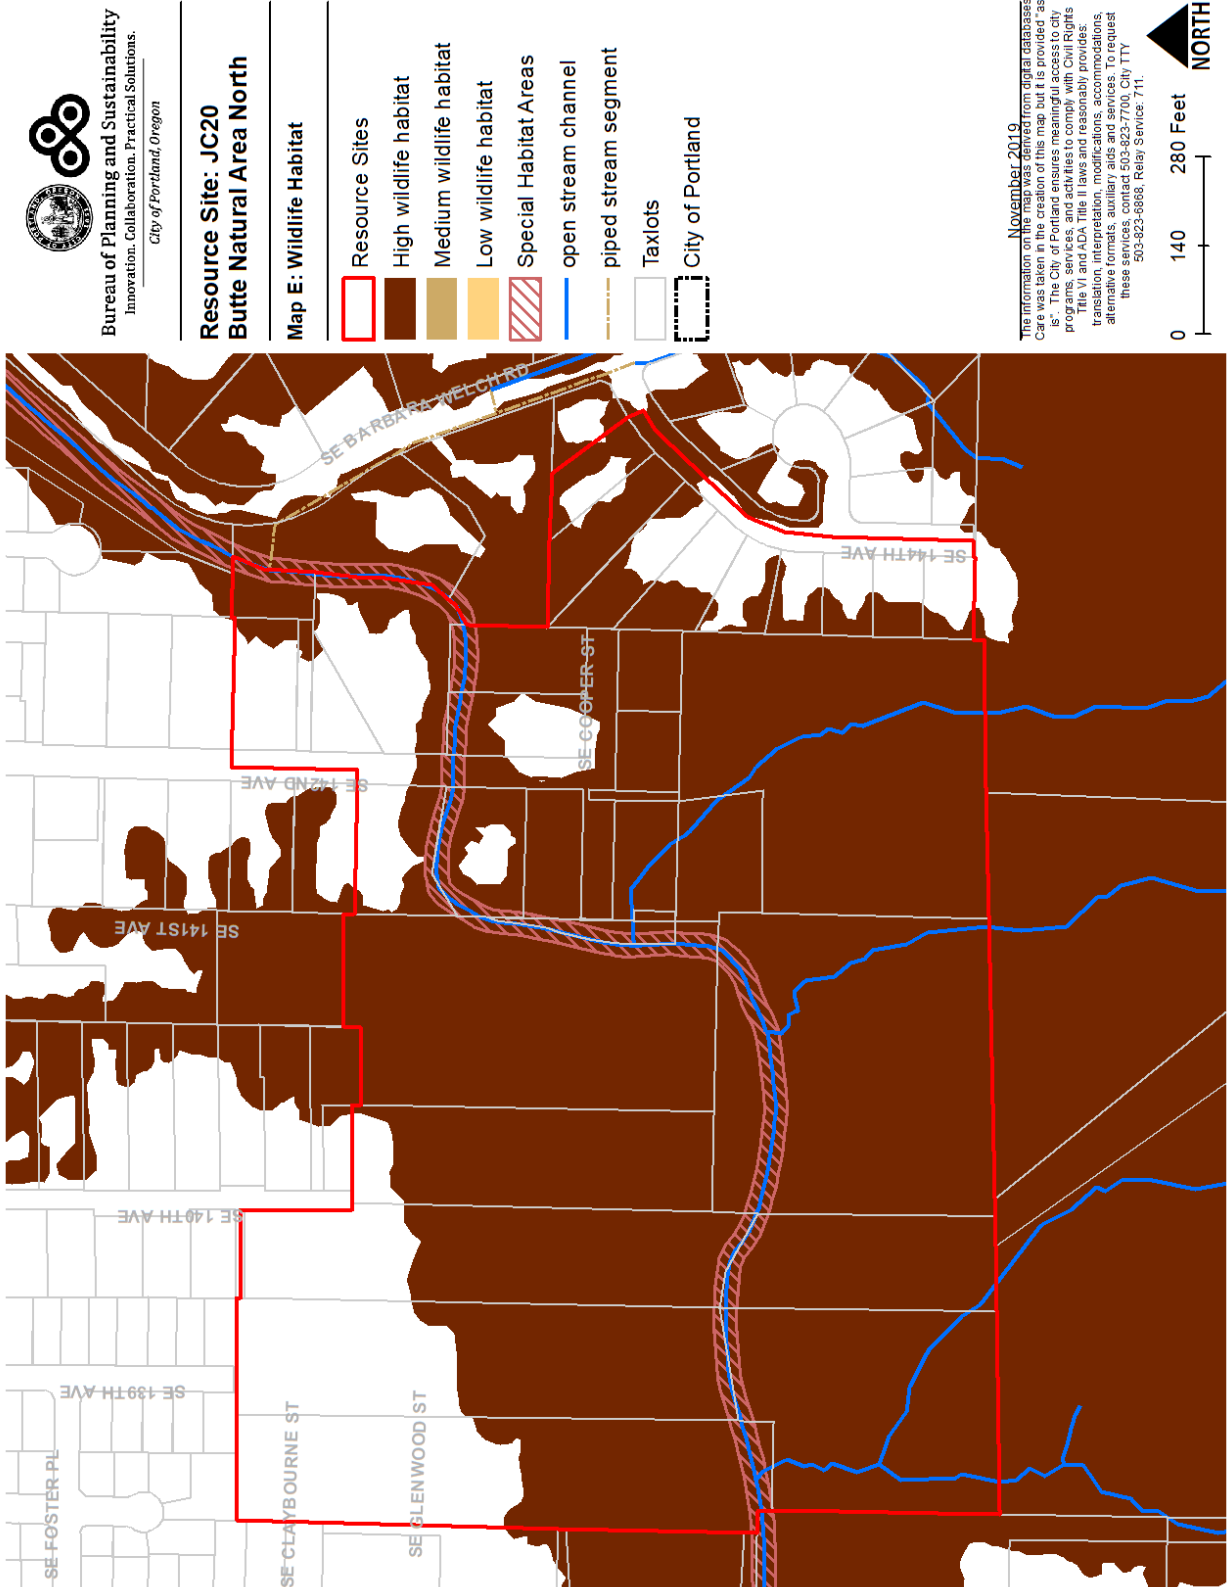 Bureau of Planning and Sustainability
Innovation. Collaboration. Practical Solutions.
City of Portland, Oregon
Resource Site: JC20
Butte Natural Area North
Map E: Wildlife Habitat
Resource Sites
High wildlife habitat
Medium wildlife habitat
Low wildlife habitat
Special Habitat Areas
open stream channel
piped stream segment
Taxlots
City of Portland
November 2019
The information on the map was derived from digital databases
Care was taken in the creation of this map but it is provided "as
is". The City of Portland ensures meaningful access to city
programs, services, and activities to comply with Civil Rights
Title VI and ADA Title II laws and reasonably provides:
translation, interpretation, modifications, accommodations,
alternative formats, auxiliary aids and services. To request
these services, contact 503-823-7700, City TTY
503-823-6868, Relay Service: 711.
0 140 280 Feet
NORTH
SE BARBARA WELCH RD
SE 144TH AVE
SE COOPER ST
SE 142ND AVE
SE 141ST AVE
SE 140TH AVE
SE 139TH AVE
SE FOSTER PL
SE CLAYBOURNE ST
SE GLENWOOD ST